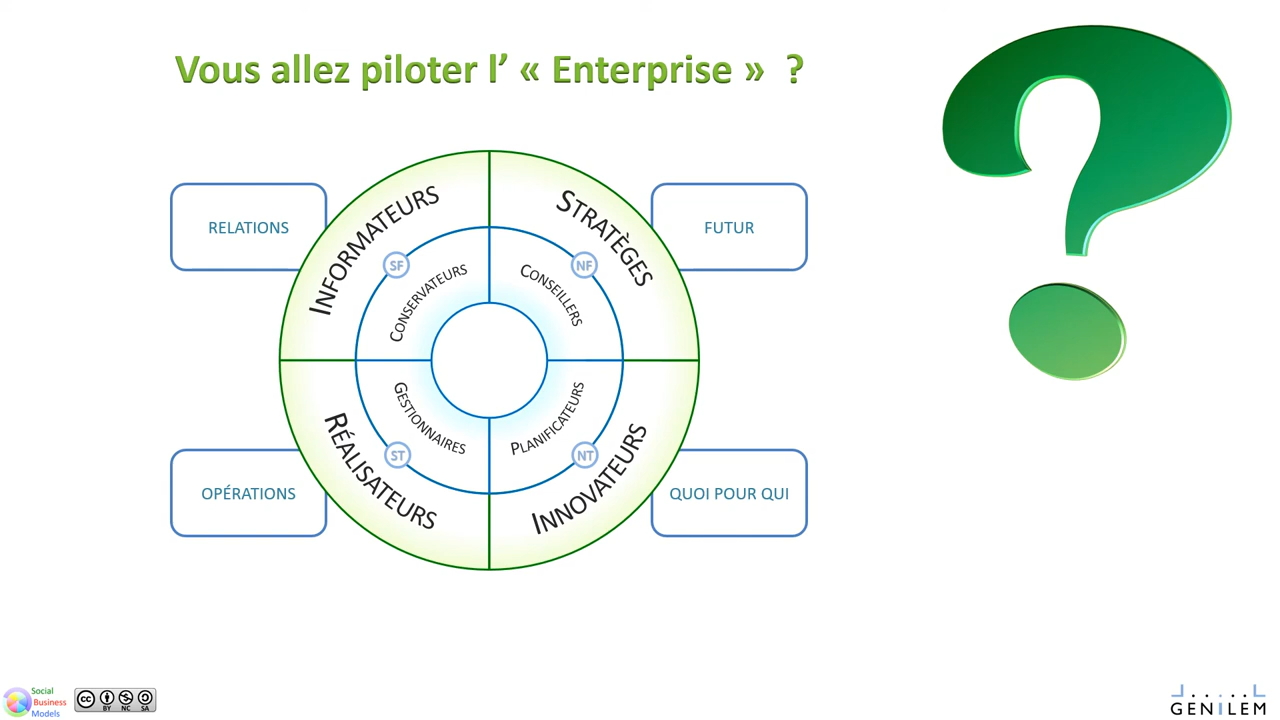 Vous allez piloter l’ « Enterprise » ?
RELATIONS
INFORMATEURS
STRATÈGES
FUTUR
SF
NF
CONSERVATEURS
CONSEILLERS
GESTIONNAIRES
PLANIFICATEURS
ST
NT
OPÉRATIONS
RÉALISATEURS
INNOVATEURS
QUOI POUR QUI
Social
Business
Models
cc
BY NC SA
GENILEM